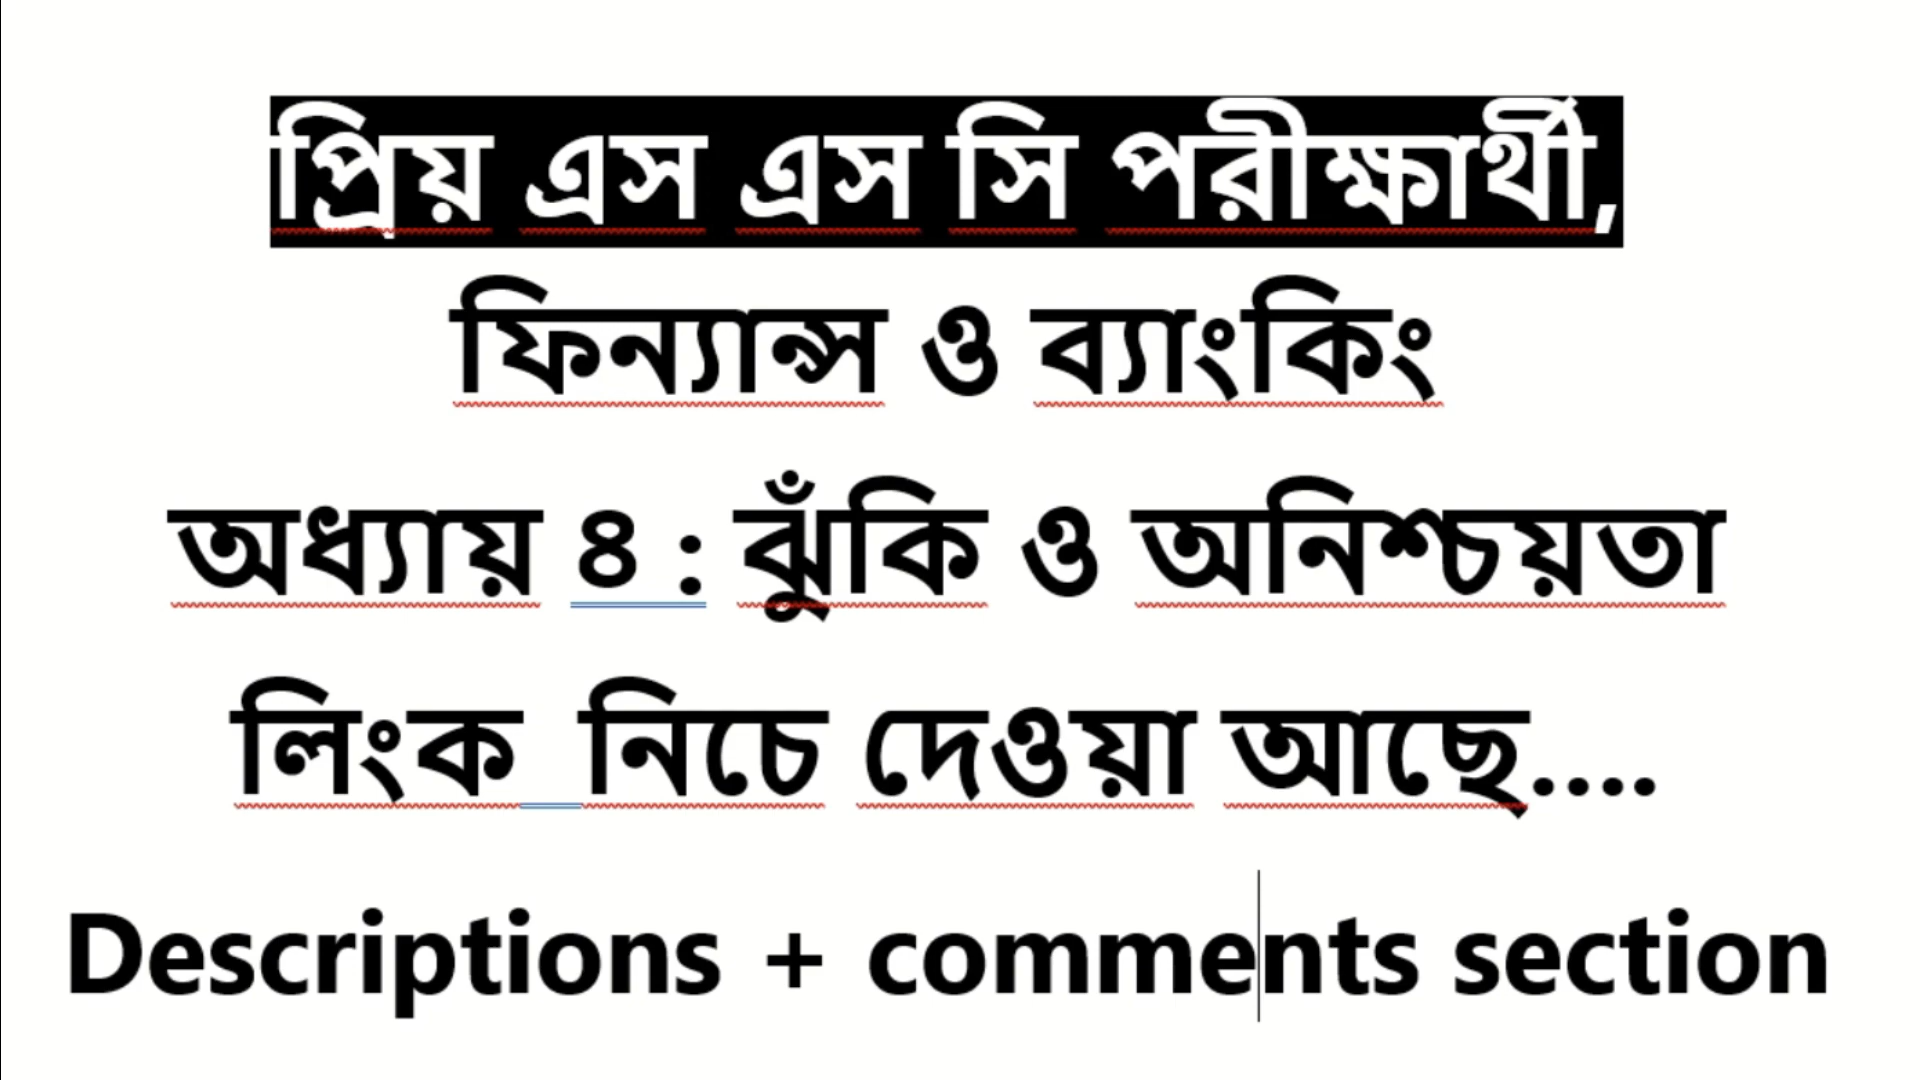 প্রিয় এস এস সি পরীক্ষার্থী,
ফিন্যান্স ও ব্যাংকিং
অধ্যায় ৪ : ঝুঁকি ও অনিশ্চয়তা
লিংক  নিচে দেওয়া আছে....
Descriptions + comments section